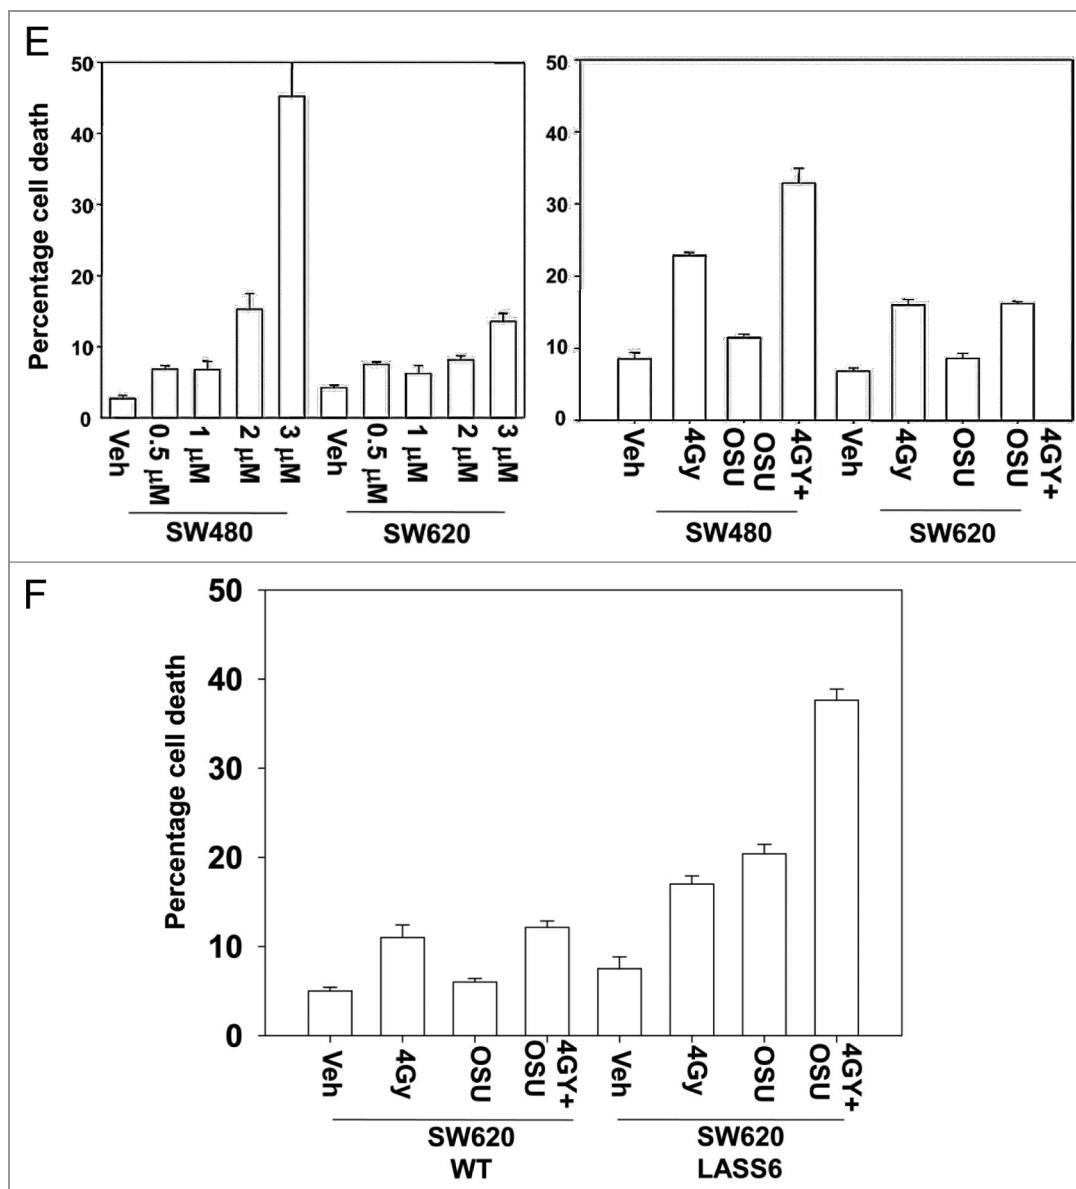 E
Percentage cell death
50
40
30
20
10
0
Veh
0.5 μM
1 μM
2 μM
3 μM
Veh
0.5 μM
1 μM
2 μM
3 μM
SW480
SW620
Percentage cell death
50
40
30
20
10
0
Veh
4Gy
OSU
4GY+
OSU
Veh
4Gy
OSU
4GY+
OSU
SW480
SW620
F
Percentage cell death
50
40
30
20
10
0
Veh
4Gy
OSU
4GY+
OSU
Veh
4Gy
OSU
4GY+
OSU
SW620
WT
SW620
LASS6